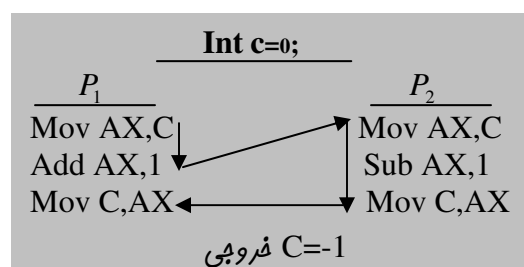 Int c=0;
P₁ P₂
Mov AX,C Mov AX,C
Add AX,1 Sub AX,1
Mov C,AX Mov C,AX
خروجی C=-1